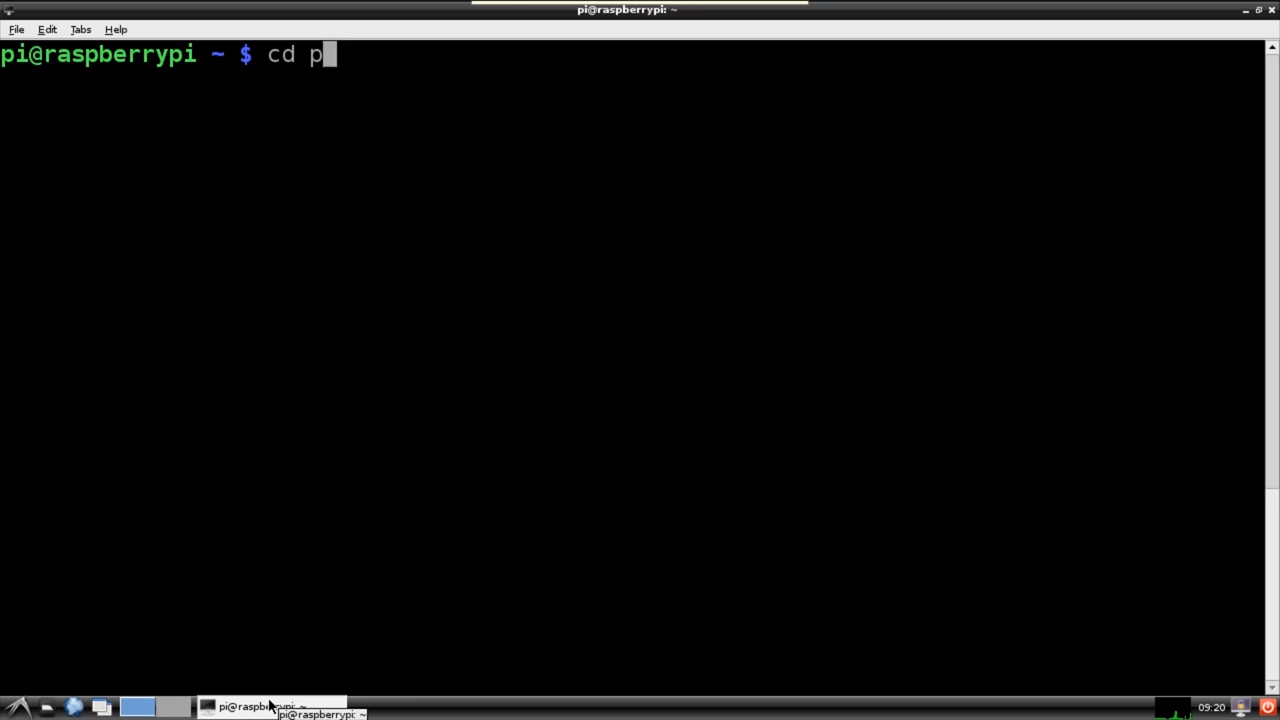 pi@raspberrypi: ~
File Edit Tabs Help
pi@raspberrypi ~ $ cd p
pi@raspberrypi: ~
pi@raspberrypi: ~
09:20